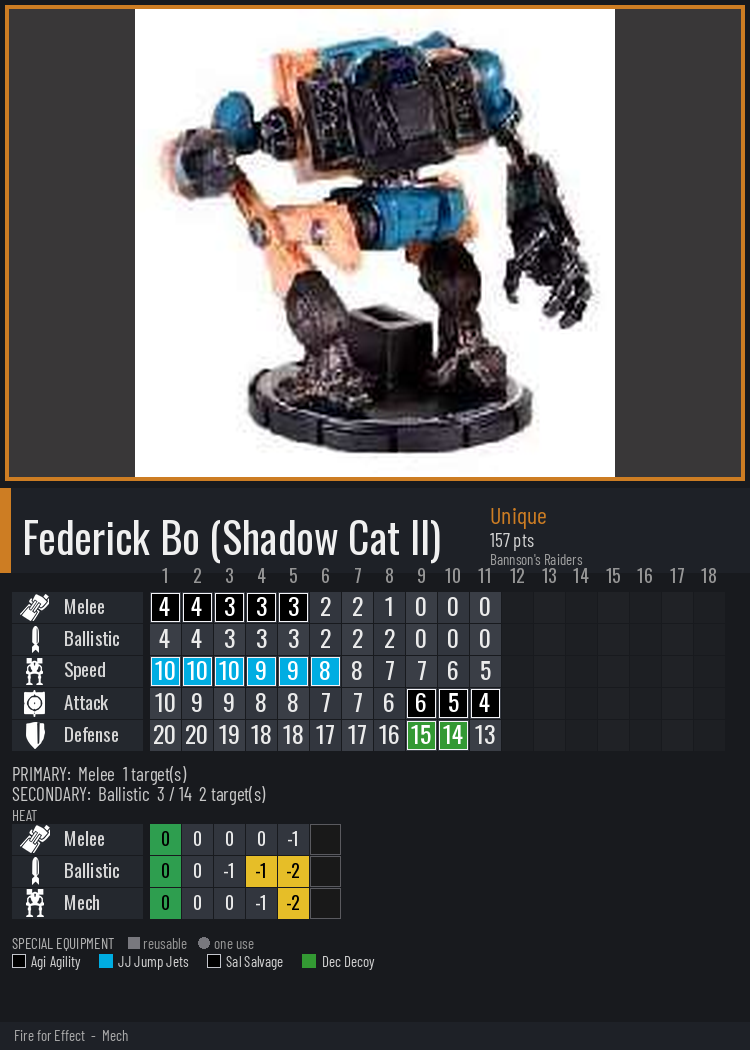 Federick Bo (Shadow Cat II)
Unique
157 pts
Bannson's Raiders
1 2 3 4 5 6 7 8 9 10 11 12 13 14 15 16 17 18
Melee 4 4 3 3 3 2 2 1 0 0 0
Ballistic 4 4 3 3 3 2 2 2 0 0 0
Speed 10 10 10 9 9 8 8 7 7 6 5
Attack 10 9 9 8 8 7 7 6 6 5 4
Defense 20 20 19 18 18 17 17 16 15 14 13
PRIMARY: Melee 1 target(s)
SECONDARY: Ballistic 3 / 14 2 target(s)
HEAT
Melee 0 0 0 0 -1
Ballistic 0 0 -1 -1 -2
Mech 0 0 0 -1 -2
SPECIAL EQUIPMENT reusable one use
Agi Agility JJ Jump Jets Sal Salvage Dec Decoy
Fire for Effect - Mech